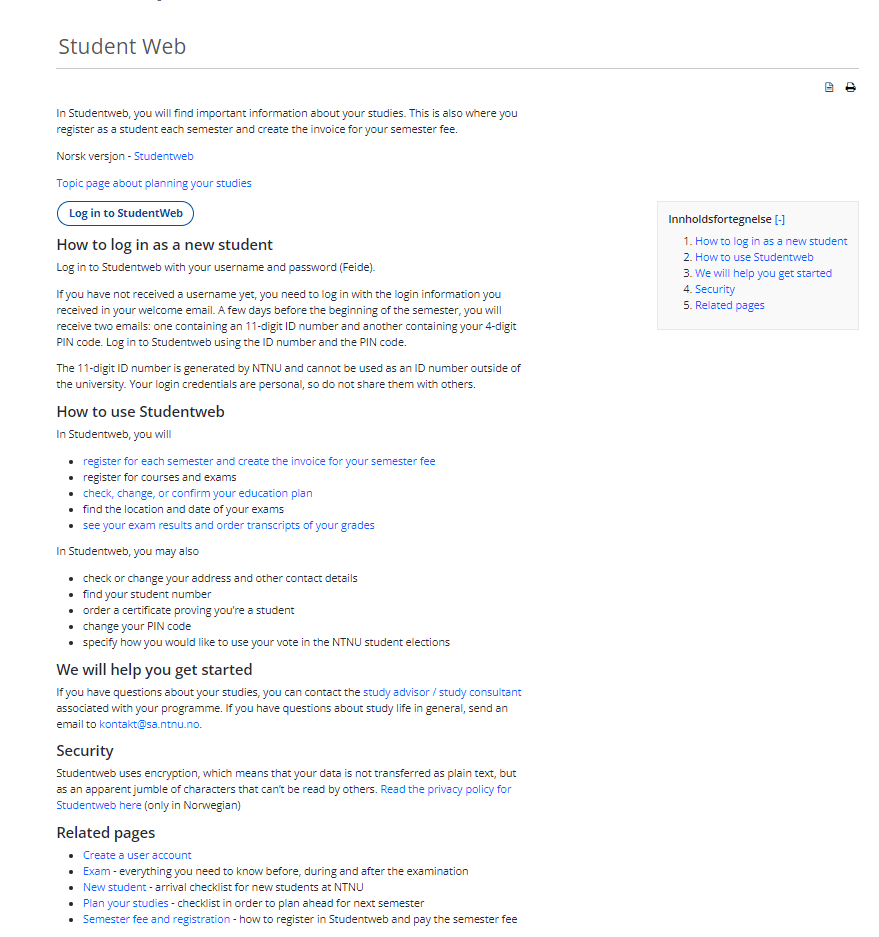 Student Web
In Studentweb, you will find important information about your studies. This is also where you
register as a student each semester and create the invoice for your semester fee.
Norsk versjon - Studentweb
Topic page about planning your studies
Log in to StudentWeb
Innholdsfortegnelse [-]
1. How to log in as a new student
2. How to use Studentweb
3. We will help you get started
4. Security
5. Related pages
How to log in as a new student
Log in to Studentweb with your username and password (Feide).
If you have not received a username yet, you need to log in with the login information you
received in your welcome email. A few days before the beginning of the semester, you will
receive two emails: one containing an 11-digit ID number and another containing your 4-digit
PIN code. Log in to Studentweb using the ID number and the PIN code.
The 11-digit ID number is generated by NTNU and cannot be used as an ID number outside of
the university. Your login credentials are personal, so do not share them with others.
How to use Studentweb
In Studentweb, you will
• register for each semester and create the invoice for your semester fee
• register for courses and exams
• check, change, or confirm your education plan
• find the location and date of your exams
• see your exam results and order transcripts of your grades
In Studentweb, you may also
• check or change your address and other contact details
• find your student number
• order a certificate proving you're a student
• change your PIN code
• specify how you would like to use your vote in the NTNU student elections
We will help you get started
If you have questions about your studies, you can contact the study advisor / study consultant
associated with your programme. If you have questions about study life in general, send an
email to kontakt@sa.ntnu.no.
Security
Studentweb uses encryption, which means that your data is not transferred as plain text, but
as an apparent jumble of characters that can't be read by others. Read the privacy policy for
Studentweb here (only in Norwegian)
Related pages
• Create a user account
• Exam - everything you need to know before, during and after the examination
• New student - arrival checklist for new students at NTNU
• Plan your studies - checklist in order to plan ahead for next semester
• Semester fee and registration - how to register in Studentweb and pay the semester fee